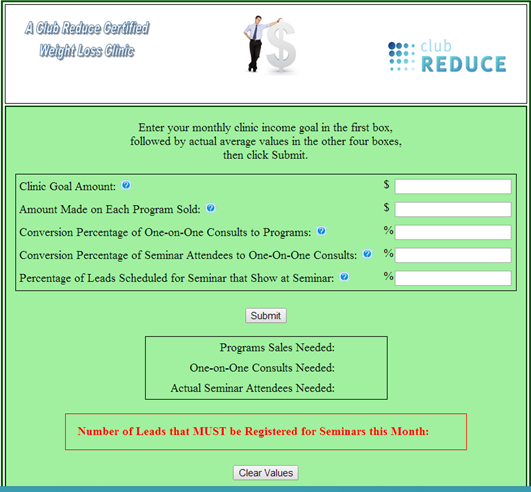 A Club Reduce Certified
Weight Loss Clinic
$
club
REDUCE
Enter your monthly clinic income goal in the first box,
followed by actual average values in the other four boxes,
then click Submit.
Clinic Goal Amount: ? $
Amount Made on Each Program Sold: ? $
Conversion Percentage of One-on-One Consults to Programs: ? %
Conversion Percentage of Seminar Attendees to One-On-One Consults: ? %
Percentage of Leads Scheduled for Seminar that Show at Seminar: ? %
Submit
Programs Sales Needed:
One-on-One Consults Needed:
Actual Seminar Attendees Needed:
Number of Leads that MUST be Registered for Seminars this Month:
Clear Values